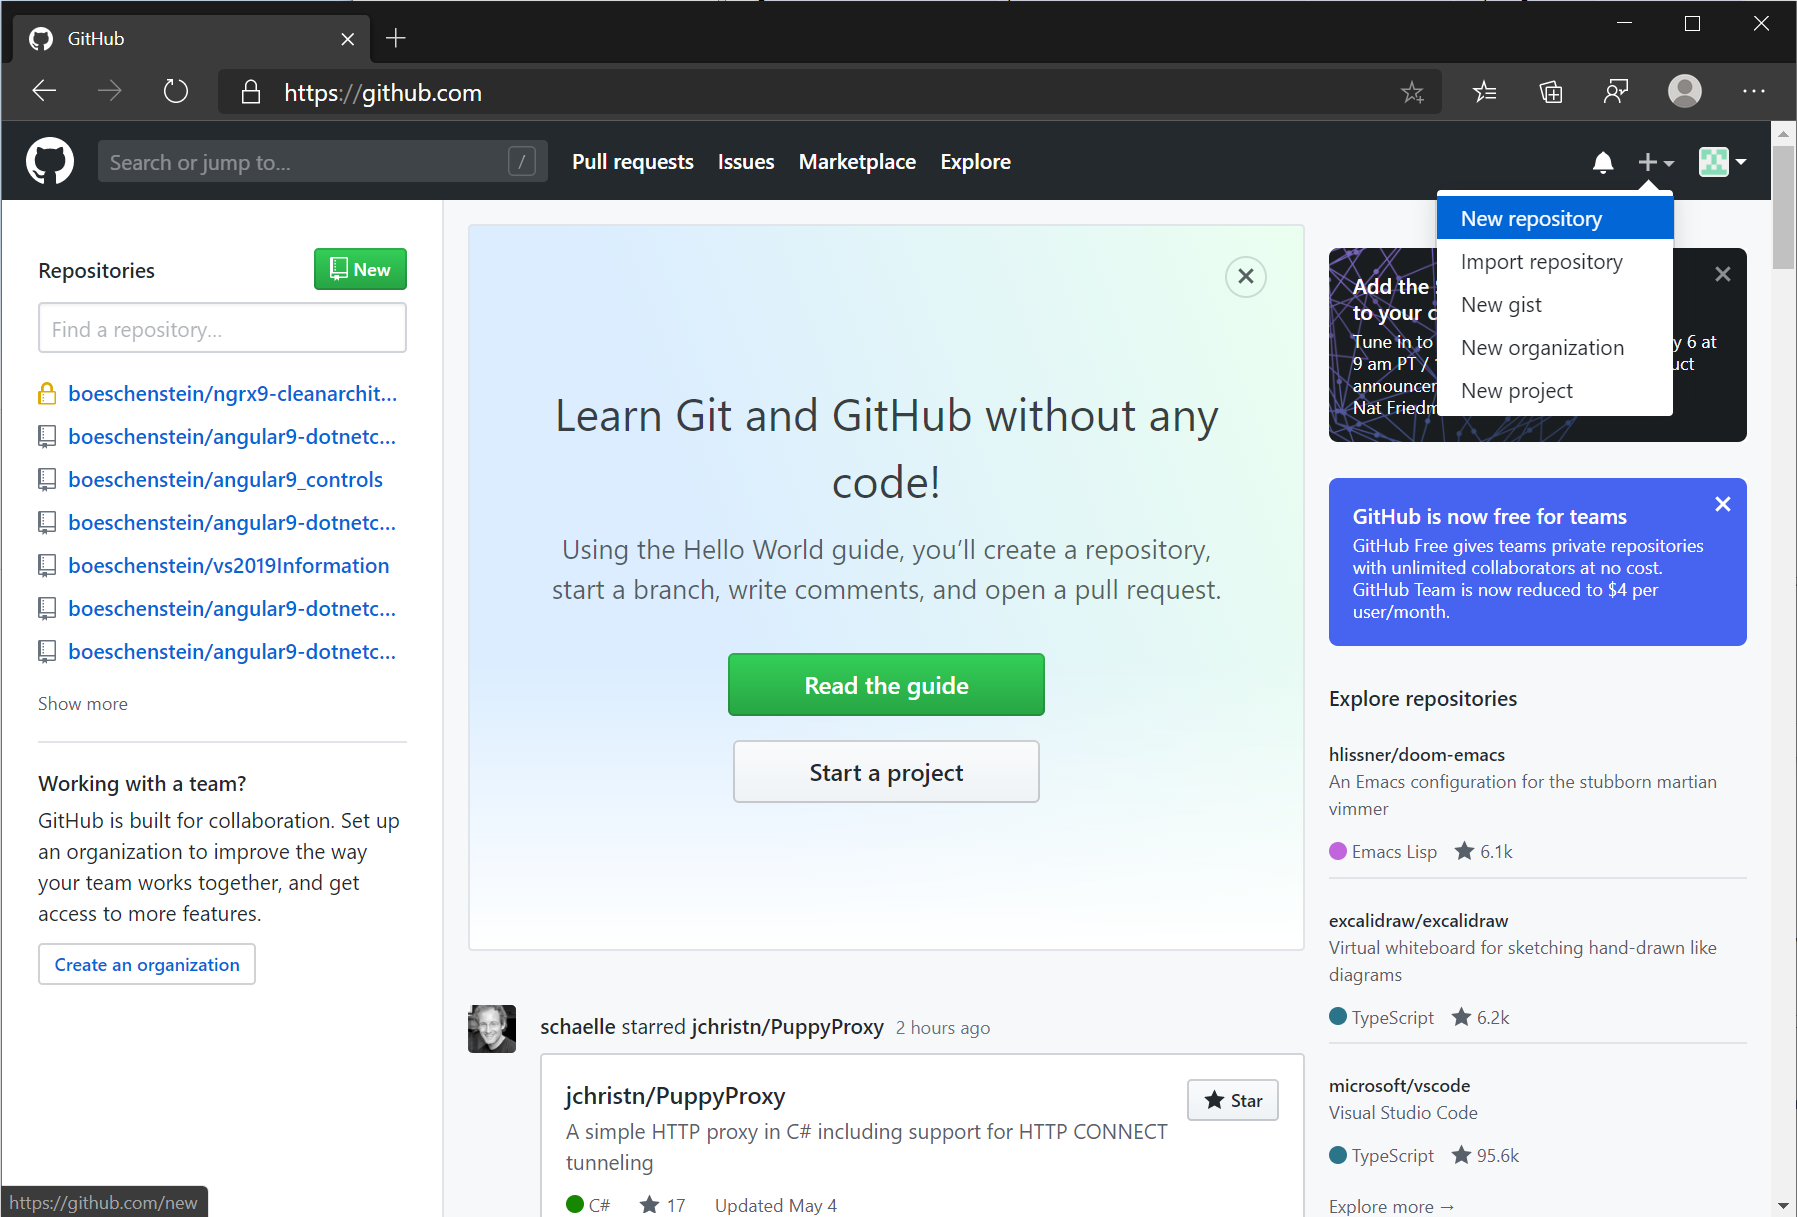 GitHub
https://github.com
Search or jump to...
/
Pull requests
Issues
Marketplace
Explore
New repository
Import repository
New gist
New organization
New project
Repositories
New
Find a repository...
boeschenstein/ngrx9-cleanarchit...
boeschenstein/angular9-dotnetc...
boeschenstein/angular9_controls
boeschenstein/angular9-dotnetc...
boeschenstein/vs2019Information
boeschenstein/angular9-dotnetc...
boeschenstein/angular9-dotnetc...
Show more
Working with a team?
GitHub is built for collaboration. Set up
an organization to improve the way
your team works together, and get
access to more features.
Create an organization
Learn Git and GitHub without any
code!
Using the Hello World guide, you’ll create a repository,
start a branch, write comments, and open a pull request.
Read the guide
Start a project
schaelle starred jchristn/PuppyProxy 2 hours ago
jchristn/PuppyProxy
Star
A simple HTTP proxy in C# including support for HTTP CONNECT
tunneling
C# 17 Updated May 4
Add the
to your
Tune in to y 6 at
9 am PT /
Nat
GitHub is now free for teams
GitHub Free gives teams private repositories
with unlimited collaborators at no cost.
GitHub Team is now reduced to $4 per
user/month.
Explore repositories
hlissner/doom-emacs
An Emacs configuration for the stubborn martian
vimmer
Emacs Lisp 6.1k
excalidraw/excalidraw
Virtual whiteboard for sketching hand-drawn like
diagrams
TypeScript 6.2k
microsoft/vscode
Visual Studio Code
TypeScript 95.6k
Explore more →
https://github.com/new